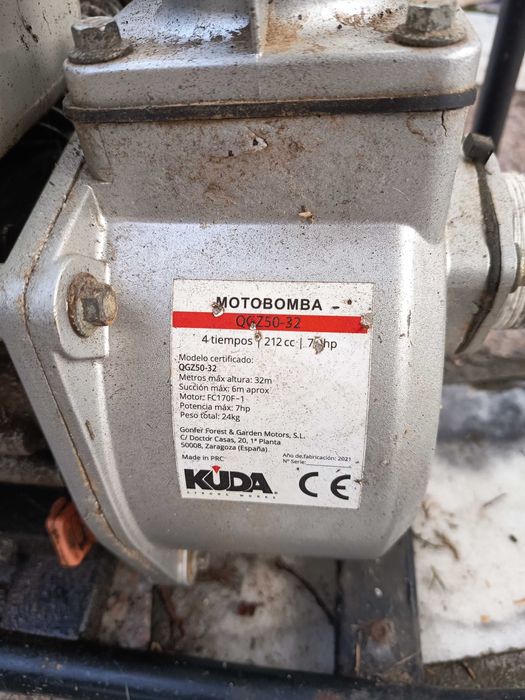 MOTOBOMBA -
QGZ50-32
4 tiempos | 212 cc | 7 hp
Modelo certificado:
QGZ50-32
Metros máx altura: 32m
Succión máx: 6m aprox
Motor: FC170F-1
Potencia máx: 7hp
Peso total: 24kg
Gonfer Forest & Garden Motors, S.L.
C/ Doctor Casas, 20, 1ª Planta
50008, Zaragoza (España)
Made in PRC
Año de fabricación: 2021
Nº Serie:
KUDA
STRONG WORKS
CE